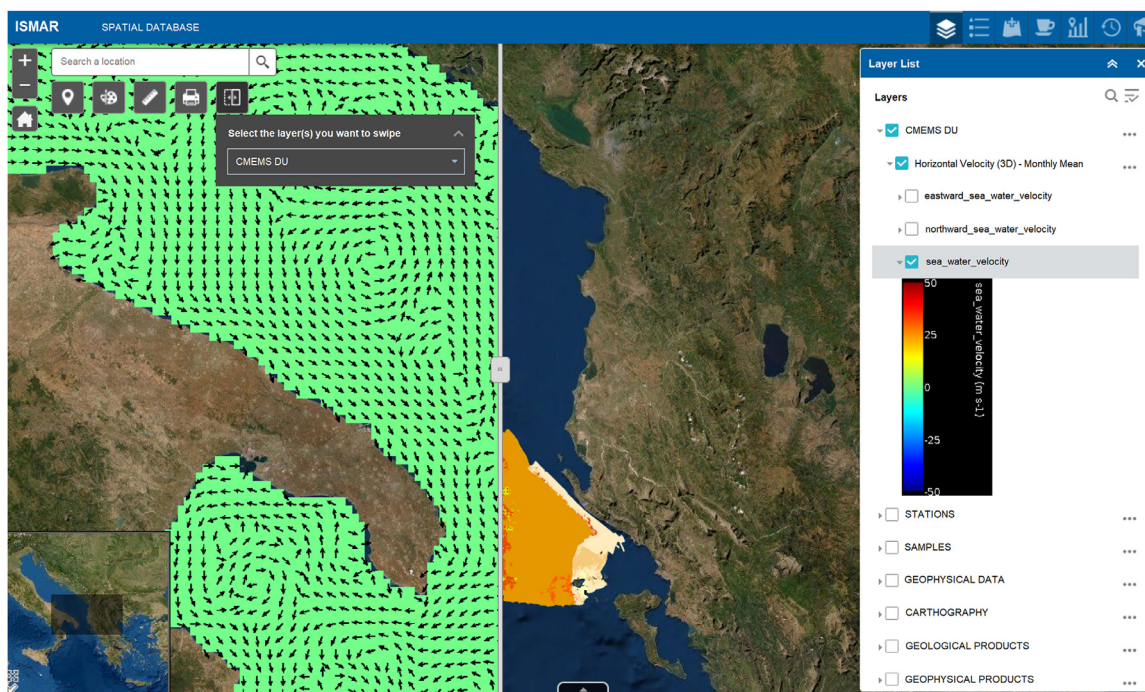 ISMAR
SPATIAL DATABASE
Search a location
Select the layer(s) you want to swipe
CMEMS DU
Layer List
Layers
CMEMS DU
Horizontal Velocity (3D) - Monthly Mean
eastward_sea_water_velocity
northward_sea_water_velocity
sea_water_velocity
50
25
0
-25
-50
sea_water_velocity (m s-1)
STATIONS
SAMPLES
GEOPHYSICAL DATA
CARTHOGRAPHY
GEOLOGICAL PRODUCTS
GEOPHYSICAL PRODUCTS